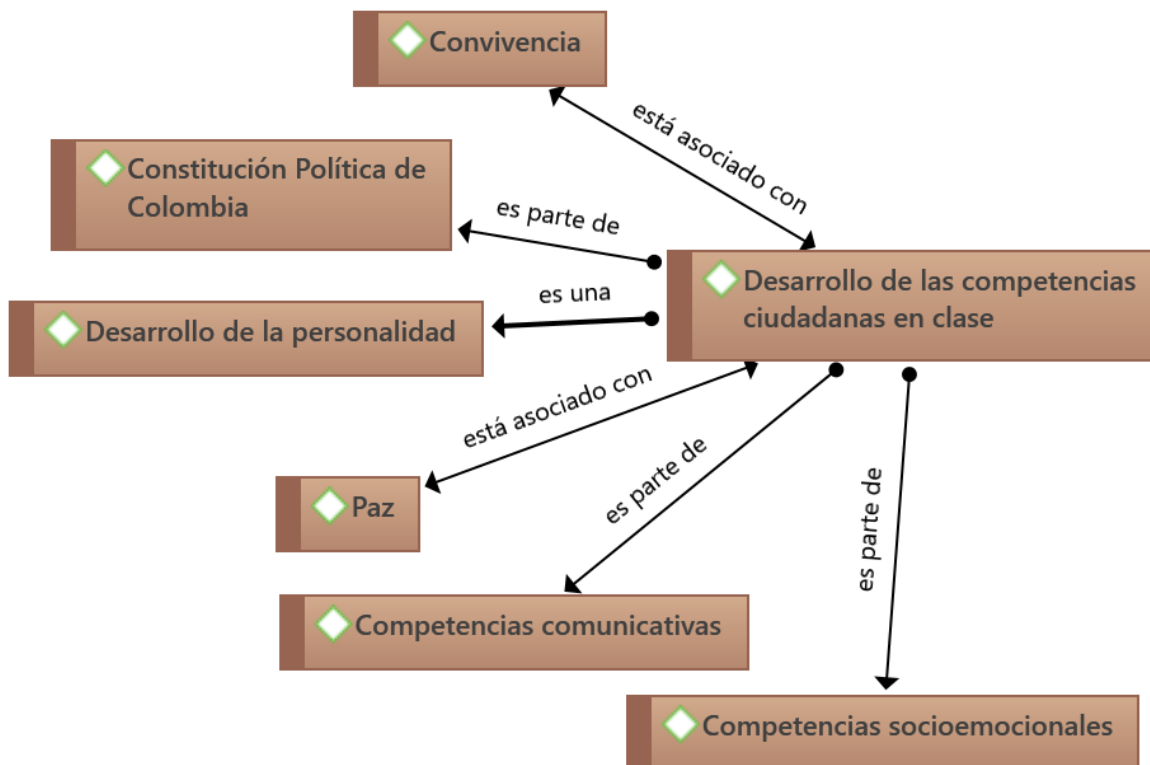 Convivencia
está asociado con
Constitución Política de
Colombia
es parte de
Desarrollo de las competencias
ciudadanas en clase
es una
Desarrollo de la personalidad
está asociado con
Paz
es parte de
es parte de
Competencias comunicativas
Competencias socioemocionales